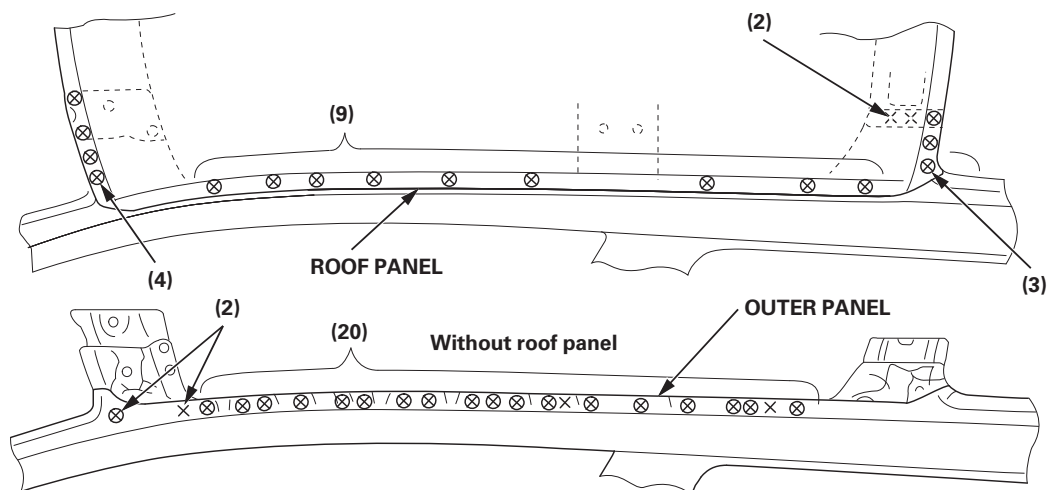 (2)
(9)
ROOF PANEL
(4)
(3)
(2)
(20)
OUTER PANEL
Without roof panel